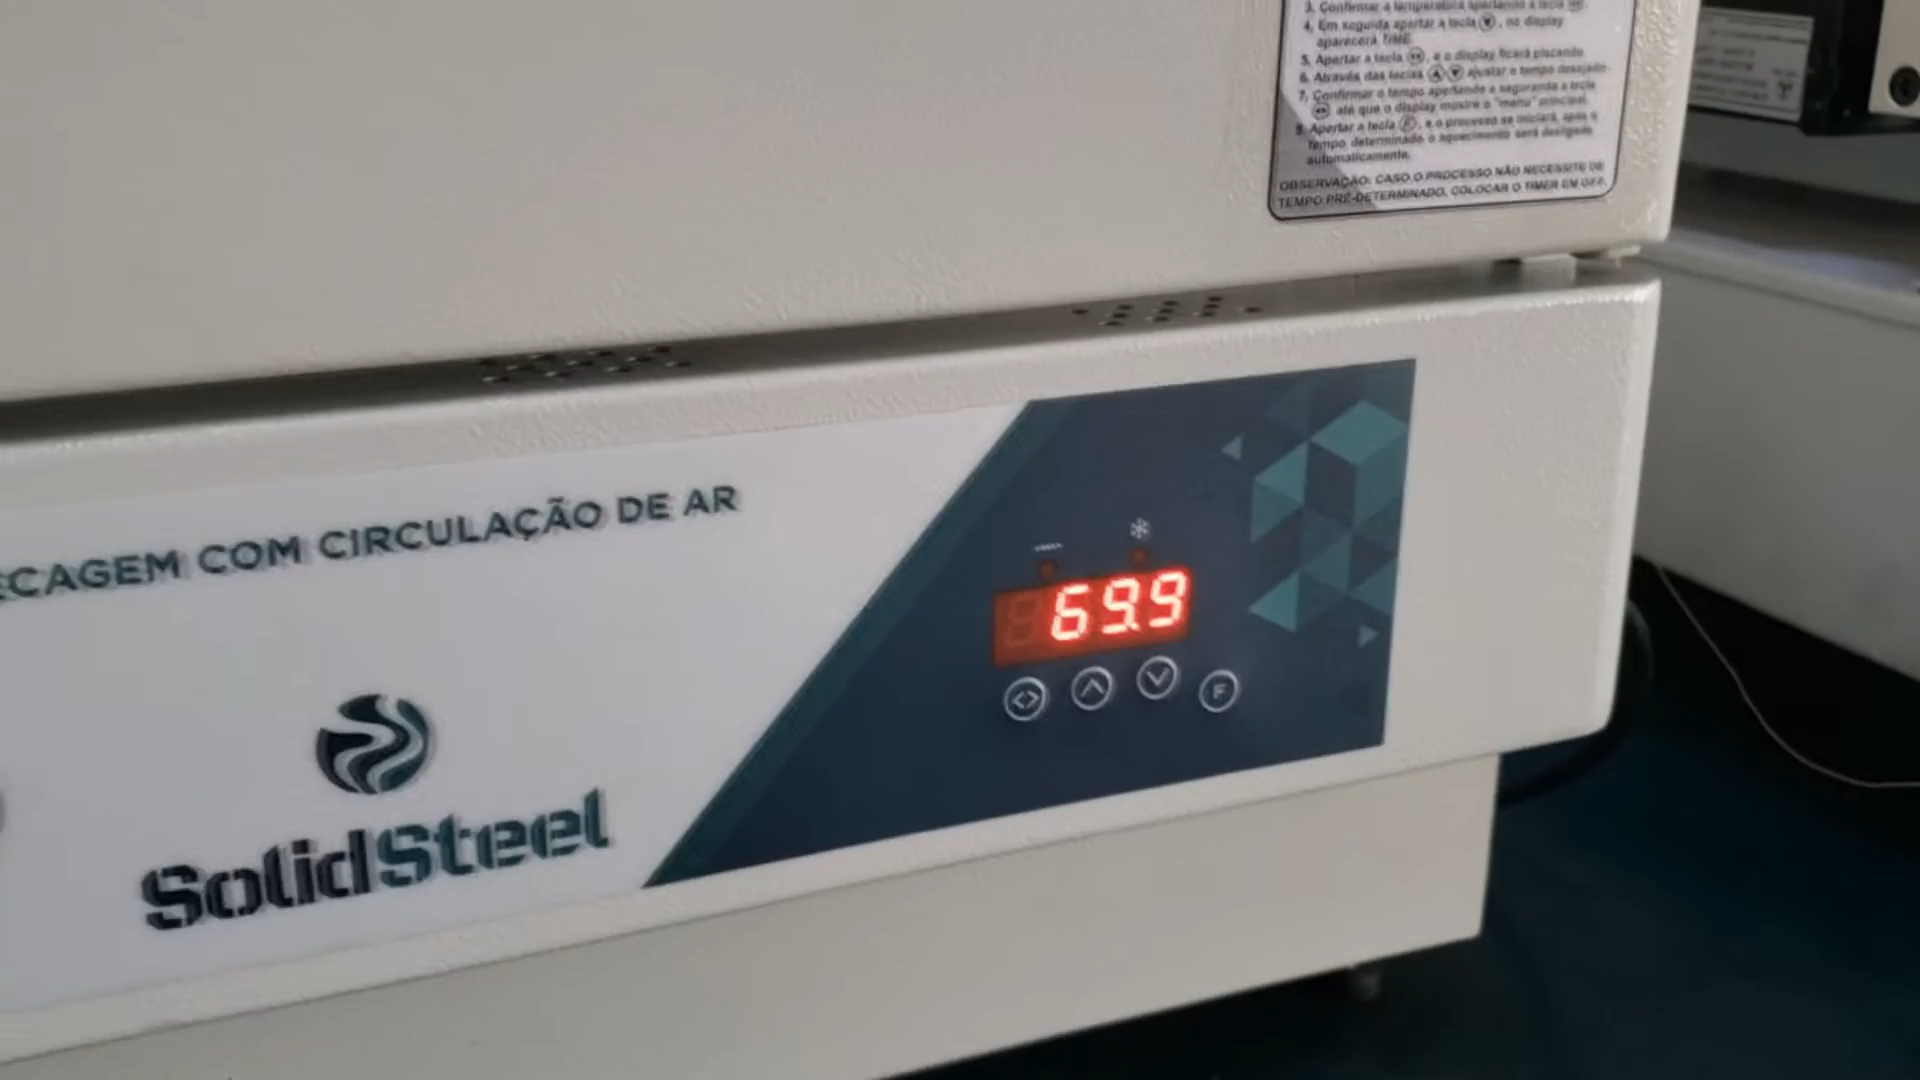 3. Confirmar a temperatura apertando a tecla
4. Em seguida apertar a tecla , no display
aparecerá TIME
5. Apertar a tecla , e o display ficará piscando.
6. Através das teclas ajustar o tempo desejado
7. Confirmar o tempo apertando e segurando a tecla
até que o display mostre o "menu" principal.
8. Apertar a tecla F, e o processo se iniciará, após o
tempo determinado o aquecimento será desligado
automaticamente.
OBSERVAÇÃO: CASO O PROCESSO NÃO NECESSITE DE
TEMPO PRÉ-DETERMINADO, COLOCAR O TIMER EM OFF.
ECAGEM COM CIRCULAÇÃO DE AR
69.9
F
SolidSteel